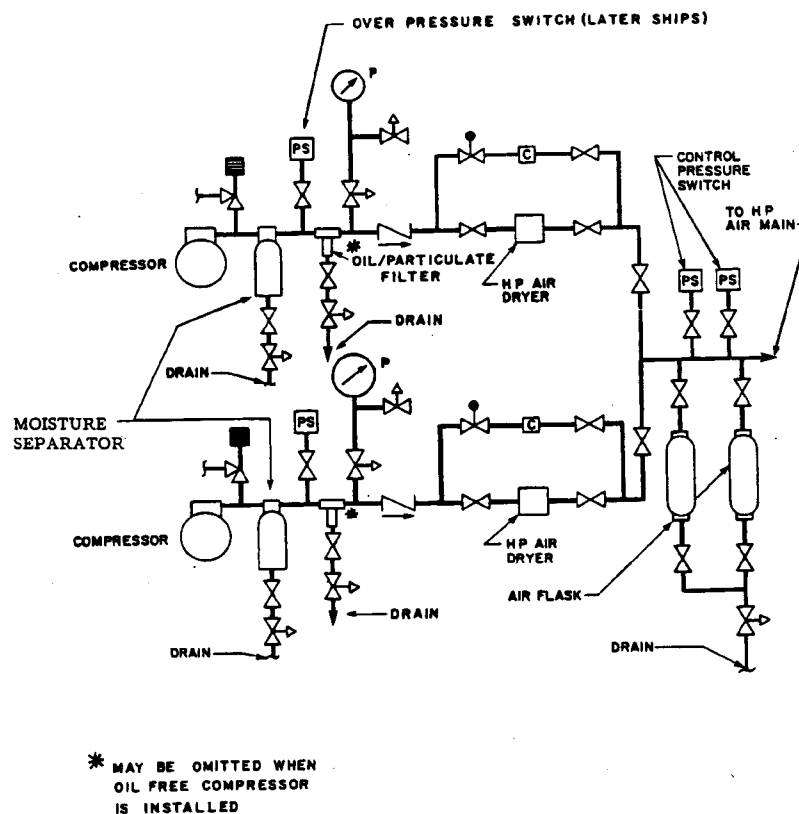 OVER PRESSURE SWITCH (LATER SHIPS)
P
PS
C
CONTROL
PRESSURE
SWITCH
TO HP
AIR MAIN
COMPRESSOR
*
OIL/PARTICULATE
FILTER
HP AIR
DRYER
PS
PS
DRAIN
DRAIN
P
MOISTURE
SEPARATOR
PS
C
COMPRESSOR
*
HP AIR
DRYER
AIR FLASK
DRAIN
DRAIN
DRAIN
* MAY BE OMITTED WHEN
OIL FREE COMPRESSOR
IS INSTALLED